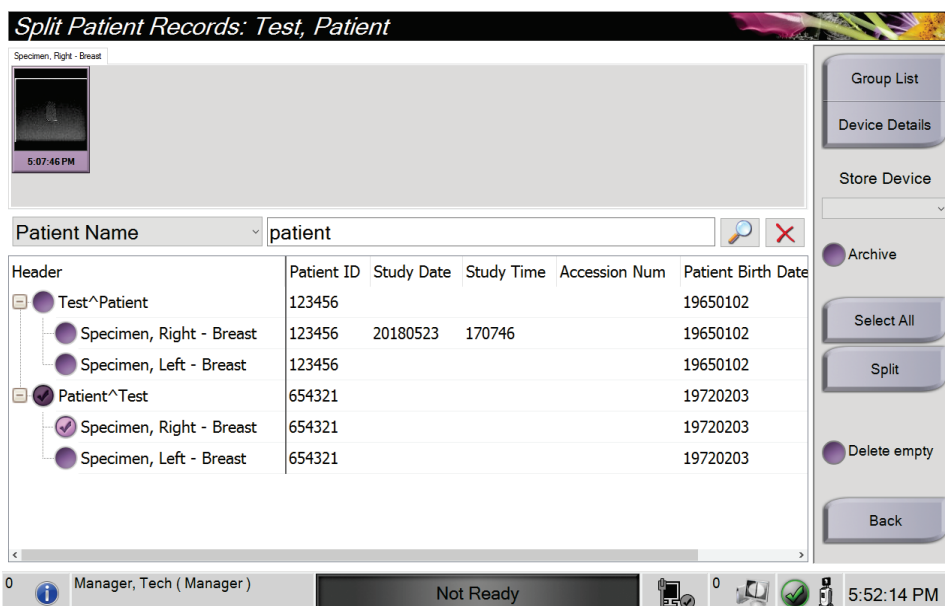 Split Patient Records: Test, Patient
Specimen, Right - Breast
5:07:46 PM
Group List
Device Details
Store Device
Archive
Select All
Split
Delete empty
Back
Patient Name patient
Header Patient ID Study Date Study Time Accession Num Patient Birth Date
Test^Patient 123456 19650102
Specimen, Right - Breast 123456 20180523 170746 19650102
Specimen, Left - Breast 123456 19650102
Patient^Test 654321 19720203
Specimen, Right - Breast 654321 19720203
Specimen, Left - Breast 654321 19720203
0 Manager, Tech ( Manager ) Not Ready 0 5:52:14 PM